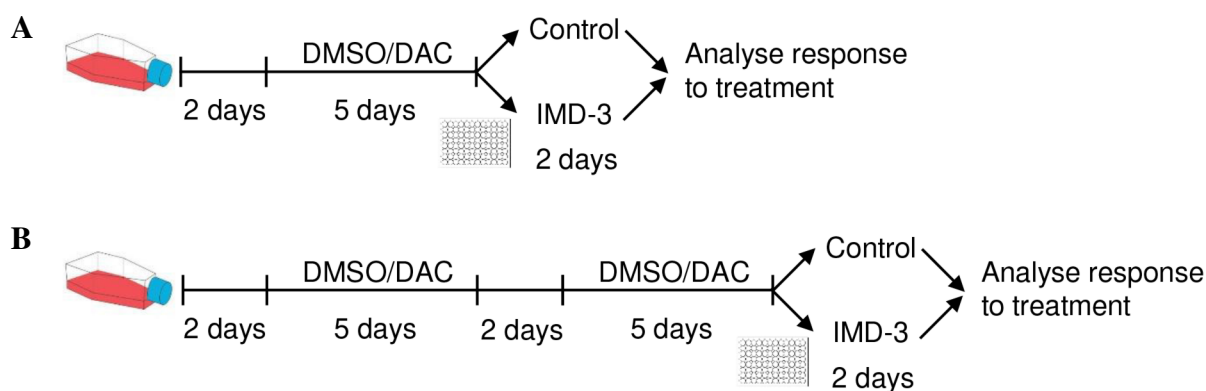 A
DMSO/DAC
Control
Analyse response
to treatment
2 days
5 days
IMD-3
2 days
B
DMSO/DAC
DMSO/DAC
Control
Analyse response
to treatment
2 days
5 days
2 days
5 days
IMD-3
2 days